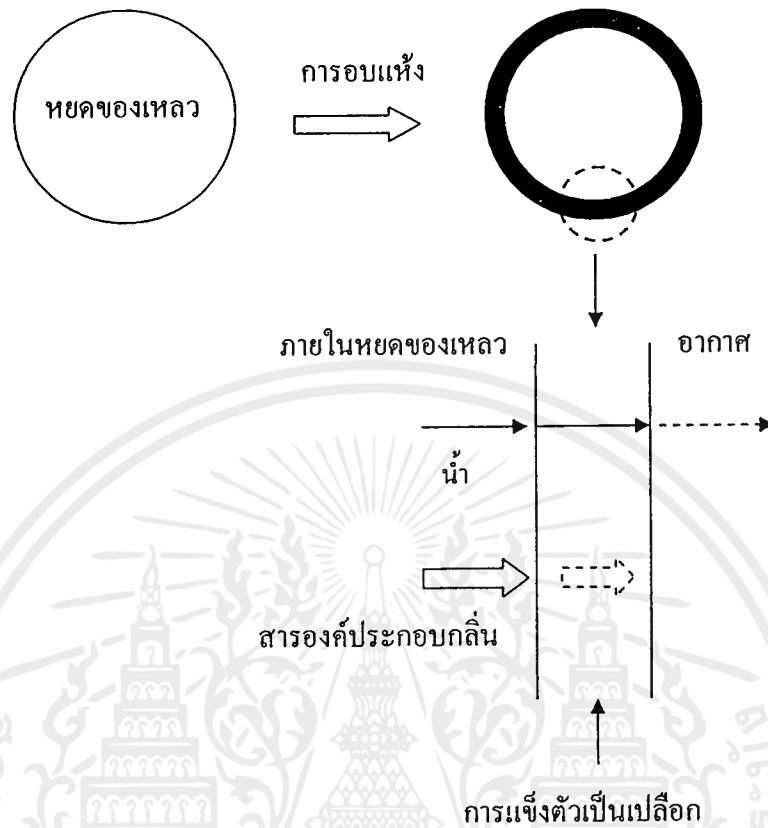 หยดของเหลว
การอบแห้ง
ภายในหยดของเหลว
อากาศ
น้ำ
สารองค์ประกอบกลิ่น
การแข็งตัวเป็นเปลือก